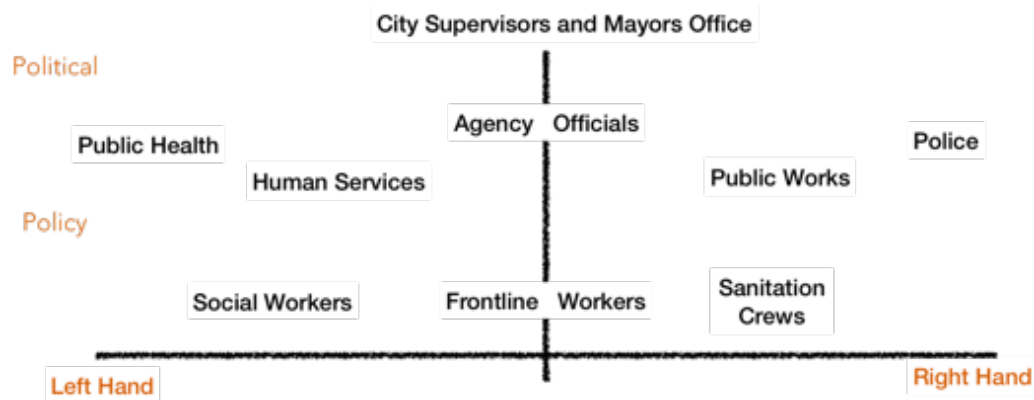 City Supervisors and Mayors Office
Political
Agency Officials
Public Health
Police
Human Services
Public Works
Policy
Social Workers
Frontline Workers
Sanitation
Crews
Left Hand
Right Hand